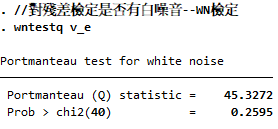 . //對殘差檢定是否有白噪音--WN檢定
. wntestq v_e
Portmanteau test for white noise
Portmanteau (Q) statistic = 45.3272
Prob > chi2(40) = 0.2595